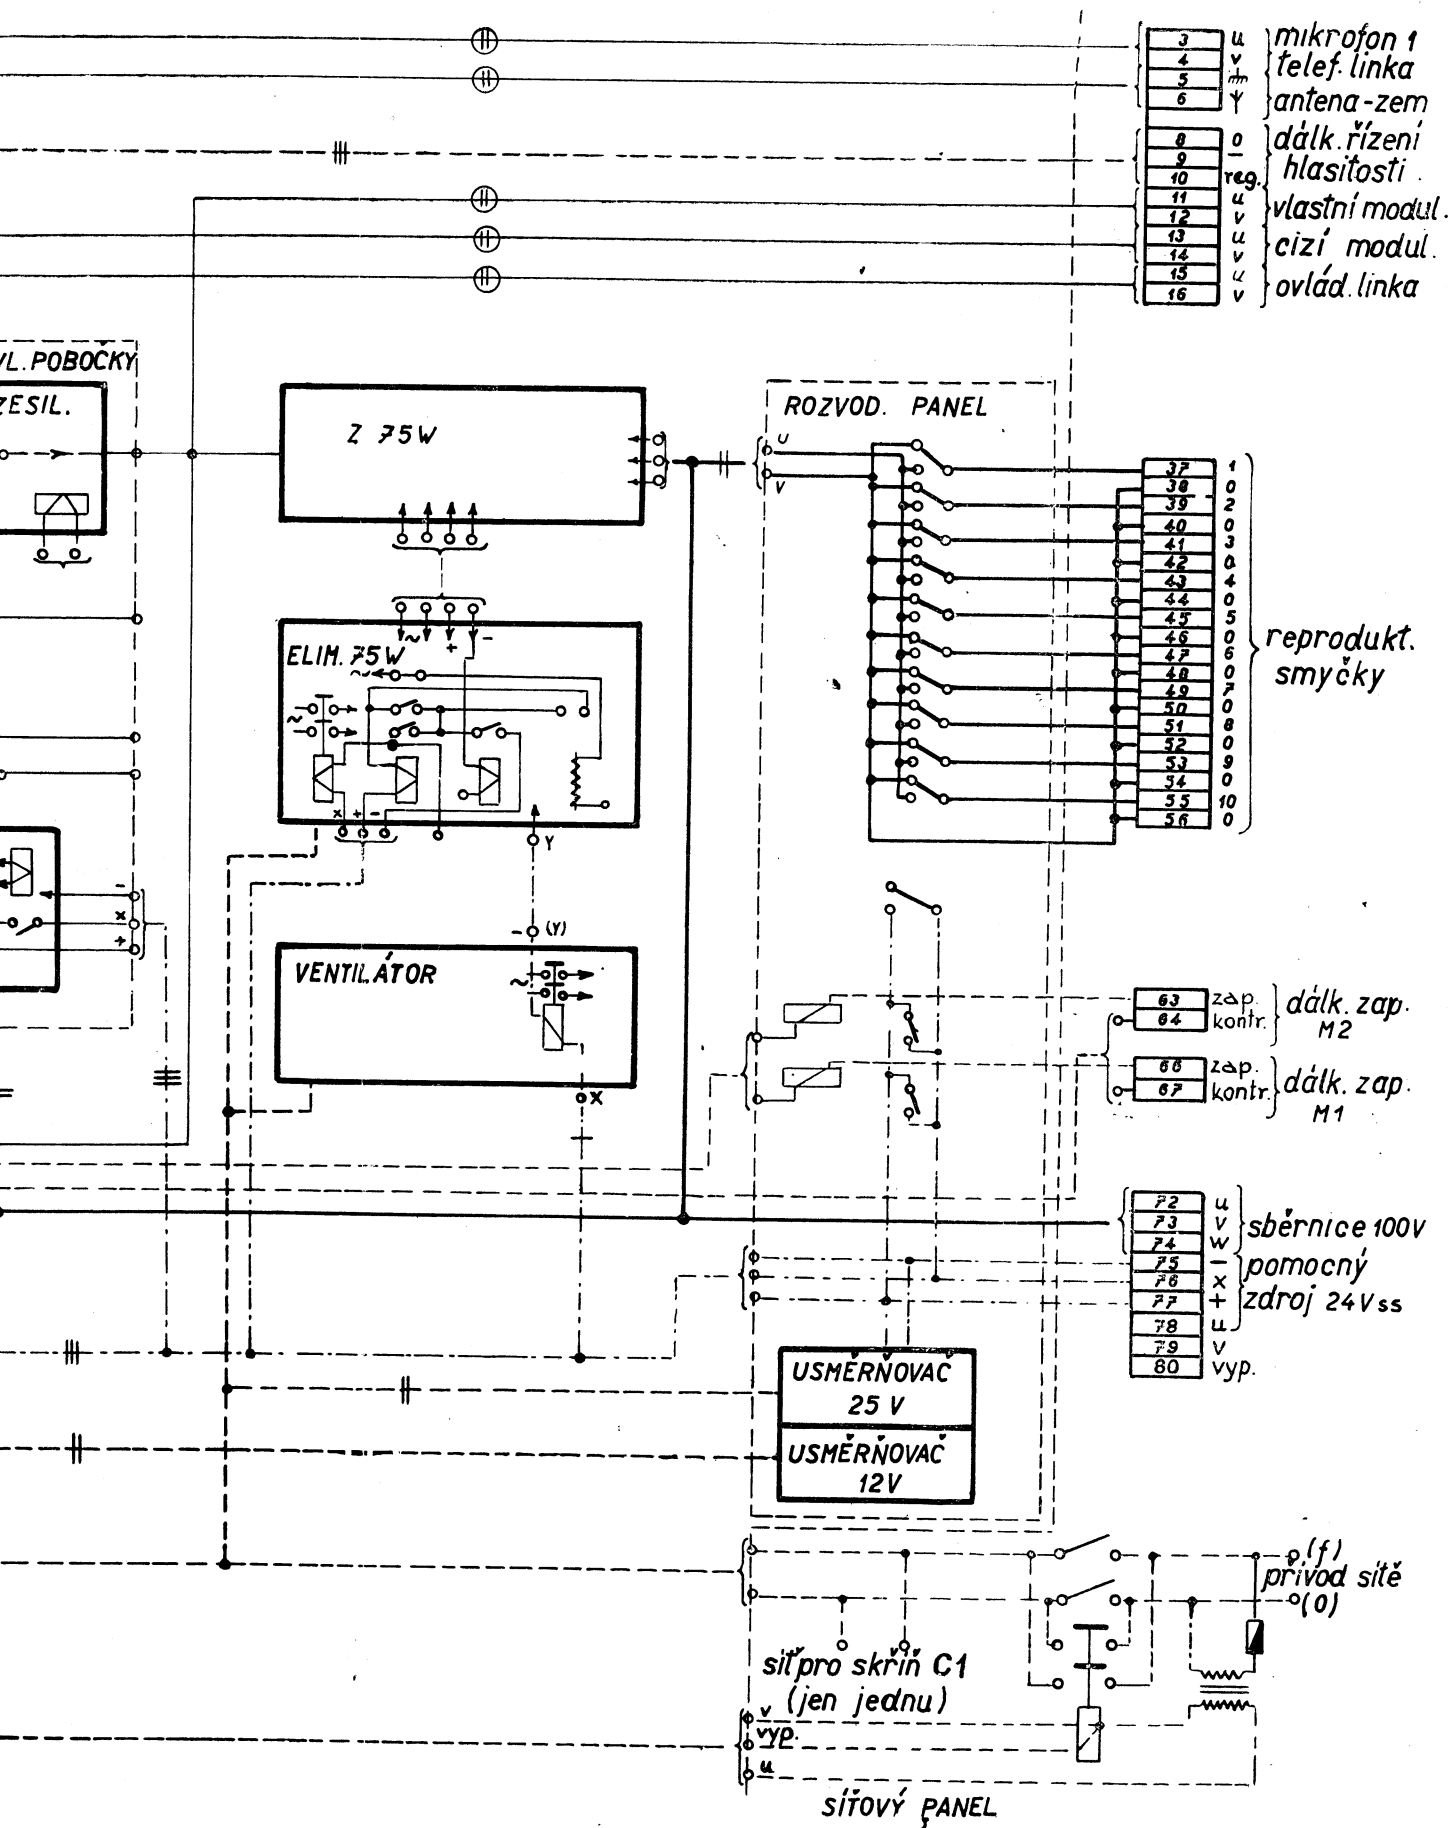 3 u mikrofon 1
4 v telef. linka
5
6 antena-zem
8 0 dálk. řízení
9 -
10 reg. hlasitosti
11 u vlastní modul.
12 v
13 u cizí modul.
14 v
15 u ovlád. linka
16 v
VL. POBOČKY
ZESIL.
Z 75W
ROZVOD. PANEL
U
V
37 1
38 0
39 2
40 0
41 3
42 0
43 4
44 0
45 5
46 0
47 6
48 0
49 7
50 0
51 8
52 0
53 9
54 0
55 10
56 0
reprodukt.
smyčky
ELIM. 75W
~ + -
~
~
x + -
Y
- (Y)
-
x
+
VENTILÁTOR
~
X
63 zap.
64 kontr.
dálk. zap.
M2
66 zap.
67 kontr.
dálk. zap.
M1
72 u
73 v sběrnice 100V
74 w
75 - pomocný
76 x
77 + zdroj 24Vss
78 u
79 v
80 vyp.
USMĚRŇOVAČ
25 V
USMĚRŇOVAČ
12V
(f)
přívod sítě
(0)
síť pro skříň C1
(jen jednu)
v
vyp.
u
SÍŤOVÝ PANEL